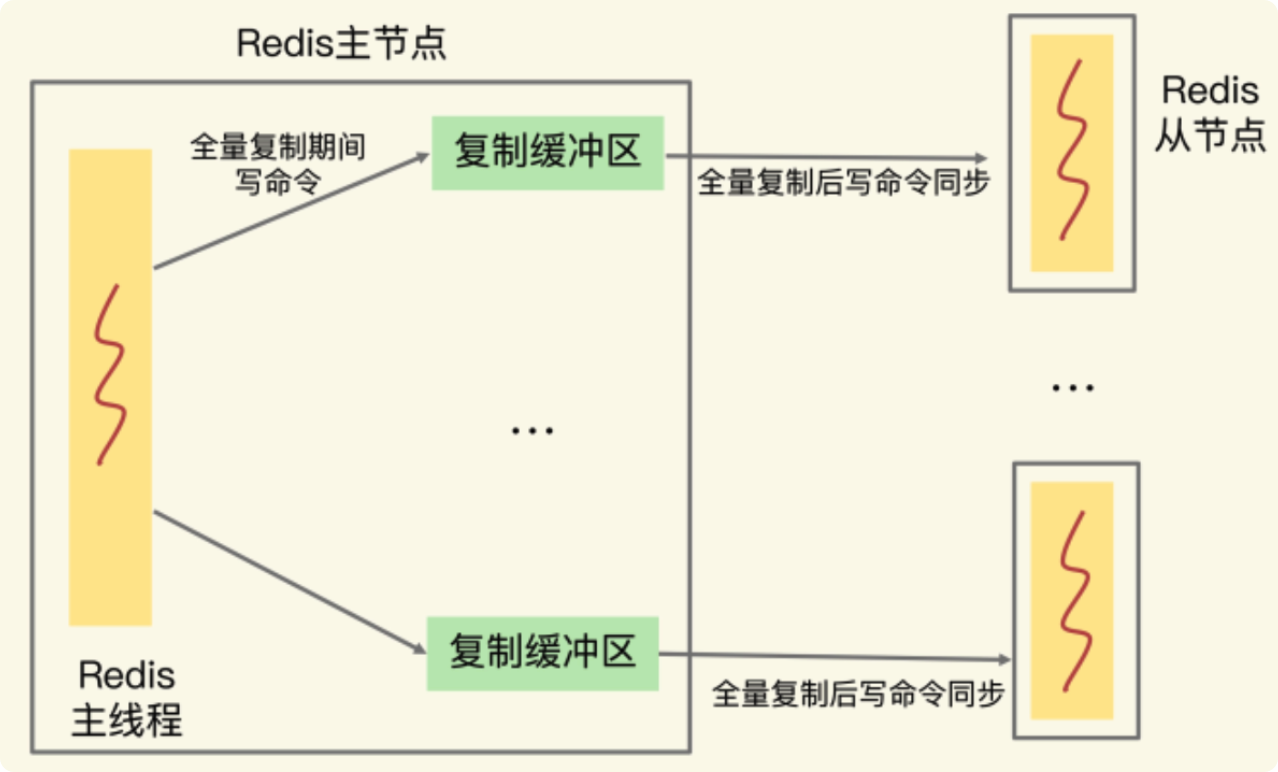 Redis主节点
Redis
从节点
全量复制期间
写命令
复制缓冲区
全量复制后写命令同步
...
...
复制缓冲区
全量复制后写命令同步
Redis
主线程